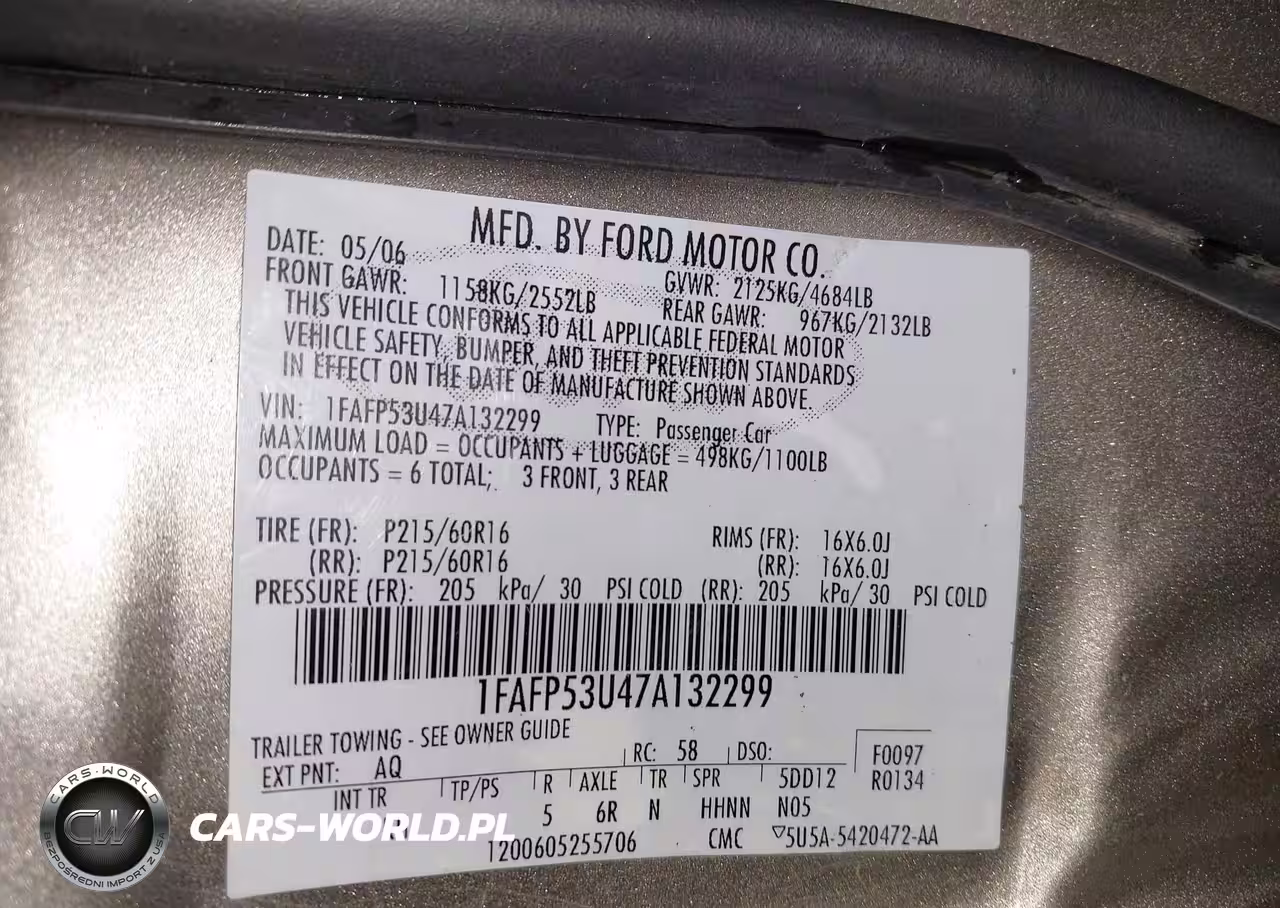 MFD. BY FORD MOTOR CO.
DATE: 05/06
GVWR: 2125KG/4684LB
FRONT GAWR: 1158KG/2552LB
REAR GAWR: 967KG/2132LB
THIS VEHICLE CONFORMS TO ALL APPLICABLE FEDERAL MOTOR
VEHICLE SAFETY, BUMPER, AND THEFT PREVENTION STANDARDS
IN EFFECT ON THE DATE OF MANUFACTURE SHOWN ABOVE.
VIN: 1FAFP53U47A132299 TYPE: Passenger Car
MAXIMUM LOAD = OCCUPANTS + LUGGAGE = 498KG/1100LB
OCCUPANTS = 6 TOTAL; 3 FRONT, 3 REAR
TIRE (FR): P215/60R16 RIMS (FR): 16X6.0J
(RR): P215/60R16 (RR): 16X6.0J
PRESSURE (FR): 205 kPa/ 30 PSI COLD (RR): 205 kPa/ 30 PSI COLD
1FAFP53U47A132299
TRAILER TOWING - SEE OWNER GUIDE
EXT PNT: AQ RC: 58 DSO: F0097
INT TR TP/PS R AXLE TR SPR 5DD12 R0134
5 6R N HHNN N05
1200605255706 CMC ▽5U5A-5420472-AA
CARS-WORLD
CW
BEZPOŚREDNI IMPORT Z USA
CARS-WORLD.PL